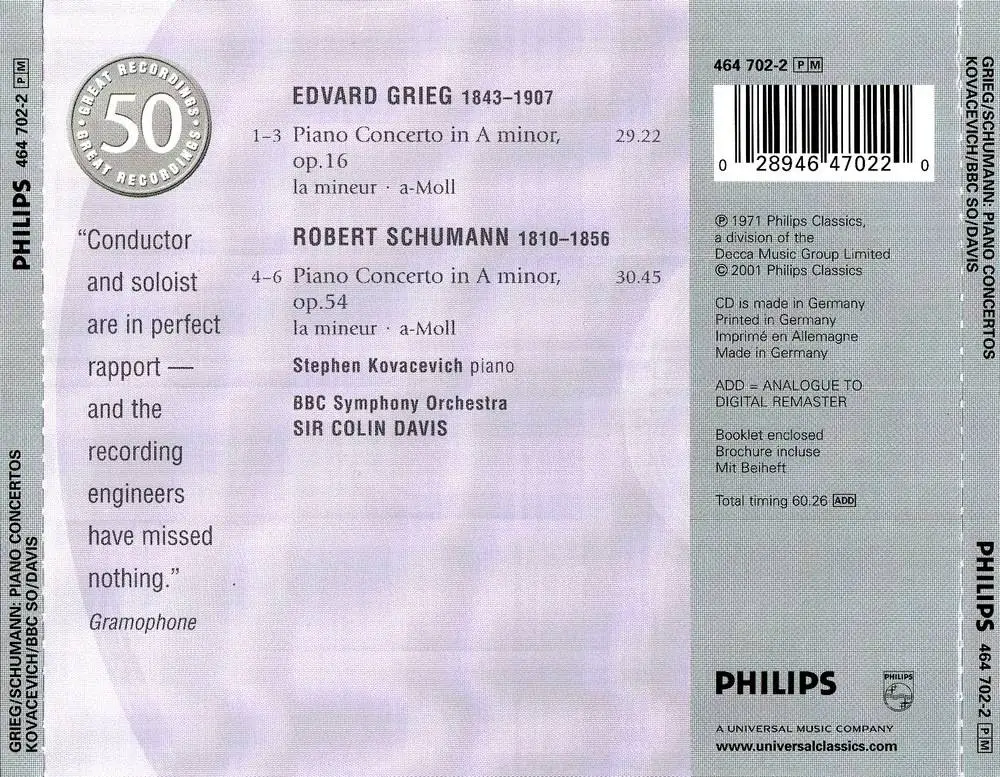 PHILIPS 464 702-2 PM
GRIEG/SCHUMANN: PIANO CONCERTOS
KOVACEVICH/BBC SO/DAVIS
GREAT RECORDINGS
50
GREAT RECORDINGS
“Conductor
and soloist
are in perfect
rapport —
and the
recording
engineers
have missed
nothing.”
Gramophone
EDVARD GRIEG 1843–1907
1–3 Piano Concerto in A minor, 29.22
op.16
la mineur · a-Moll
ROBERT SCHUMANN 1810–1856
4–6 Piano Concerto in A minor, 30.45
op.54
la mineur · a-Moll
Stephen Kovacevich piano
BBC Symphony Orchestra
SIR COLIN DAVIS
464 702-2 PM
0 28946 47022 0
℗ 1971 Philips Classics,
a division of the
Decca Music Group Limited
© 2001 Philips Classics
CD is made in Germany
Printed in Germany
Imprimé en Allemagne
Made in Germany
ADD = ANALOGUE TO
DIGITAL REMASTER
Booklet enclosed
Brochure incluse
Mit Beiheft
Total timing 60.26 ADD
PHILIPS
PHILIPS
A UNIVERSAL MUSIC COMPANY
www.universalclassics.com
GRIEG/SCHUMANN: PIANO CONCERTOS
KOVACEVICH/BBC SO/DAVIS
PHILIPS 464 702-2 PM